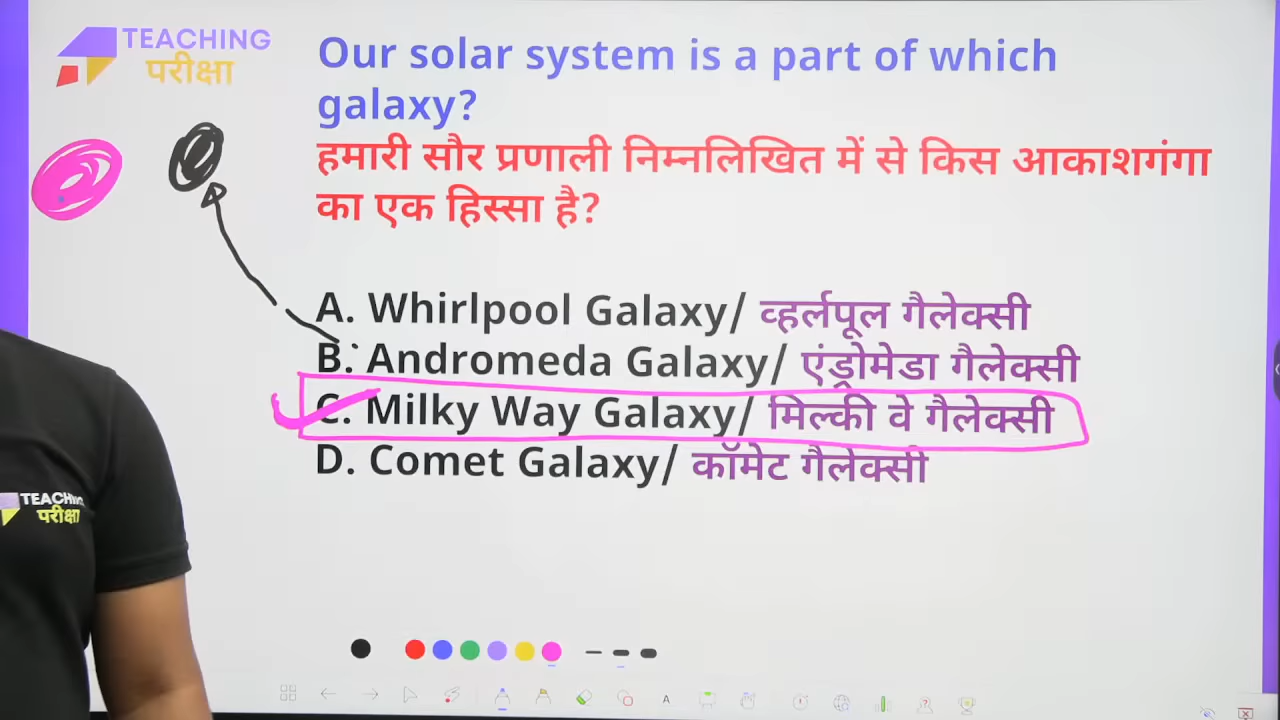 TEACHING
परीक्षा
Our solar system is a part of which
galaxy?
हमारी सौर प्रणाली निम्नलिखित में से किस आकाशगंगा
का एक हिस्सा है?
A. Whirlpool Galaxy/ व्हर्लपूल गैलेक्सी
B. Andromeda Galaxy/ एंड्रोमेडा गैलेक्सी
C. Milky Way Galaxy/ मिल्की वे गैलेक्सी
D. Comet Galaxy/ कॉमेट गैलेक्सी
TEACHING
परीक्षा
A